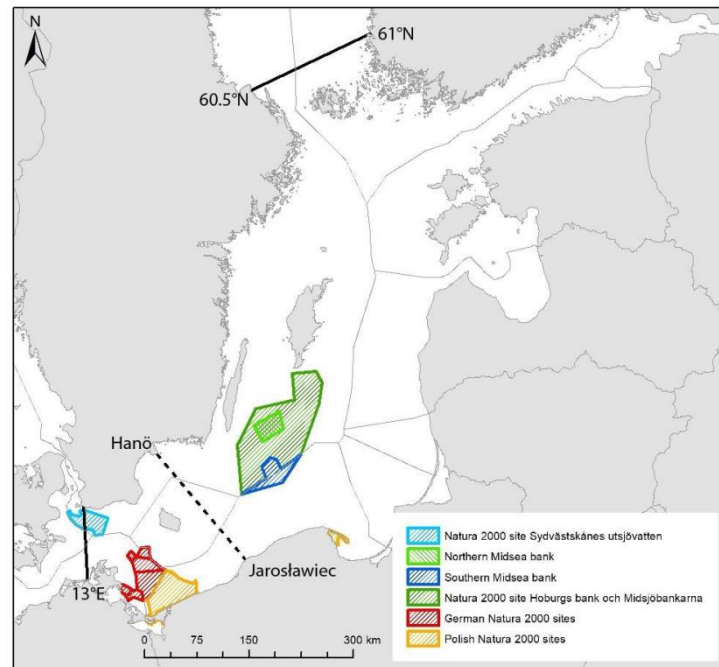 N
61°N
60.5°N
Hanö
Jarosławiec
13°E
Natura 2000 site Sydvästskånes utsjövatten
Northern Midsea bank
Southern Midsea bank
Natura 2000 site Hoburgs bank och Midsjöbankarna
German Natura 2000 sites
Polish Natura 2000 sites
0 75 150 300 km